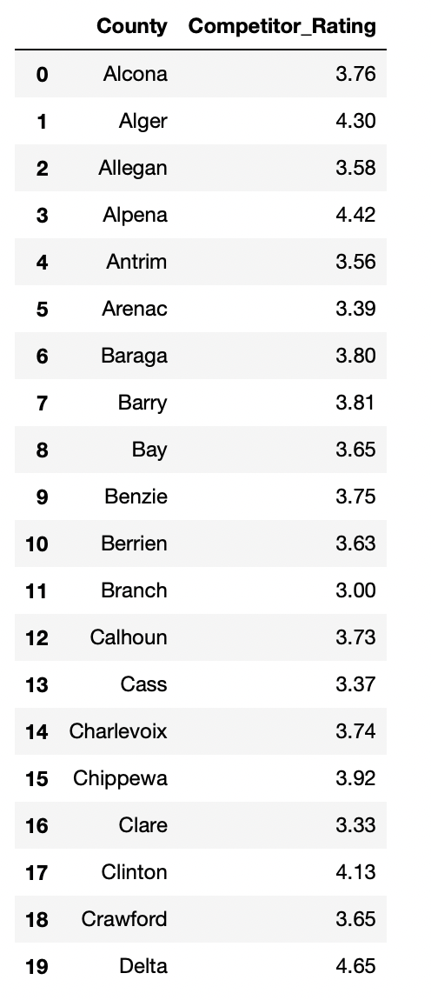 County Competitor_Rating
0 Alcona 3.76
1 Alger 4.30
2 Allegan 3.58
3 Alpena 4.42
4 Antrim 3.56
5 Arenac 3.39
6 Baraga 3.80
7 Barry 3.81
8 Bay 3.65
9 Benzie 3.75
10 Berrien 3.63
11 Branch 3.00
12 Calhoun 3.73
13 Cass 3.37
14 Charlevoix 3.74
15 Chippewa 3.92
16 Clare 3.33
17 Clinton 4.13
18 Crawford 3.65
19 Delta 4.65